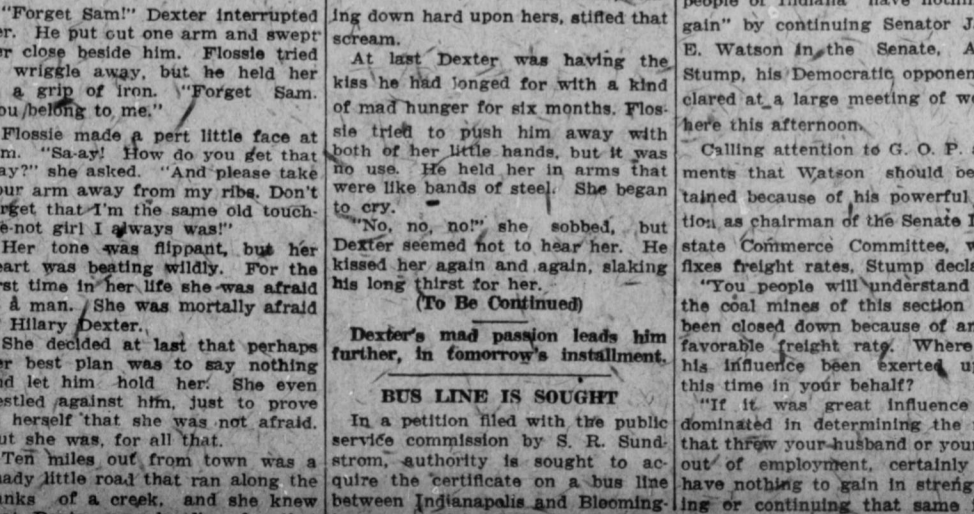 "Forget Sam!" Dexter interrupted
er. He put out one arm and swept
er close beside him. Flossie tried
wriggle away, but he held her
a grip of iron. "Forget Sam.
ou belong to me."
Flossie made a pert little face at
m. "Sa-ay! How do you get that
ay?" she asked. "And please take
our arm away from my ribs. Don't
rget that I'm the same old touch-
e-not girl I always was!"
Her tone was flippant, but her
eart was beating wildly. For the
rst time in her life she was afraid
a man. She was mortally afraid
Hilary Dexter.
She decided at last that perhaps
er best plan was to say nothing
nd let him hold her. She even
estled against him, just to prove
herself that she was not afraid.
ut she was, for all that.
Ten miles out from town was a
hady little road that ran along the
anks of a creek, and she knew
ing down hard upon hers, stifled that
scream.
At last Dexter was having the
kiss he had longed for with a kind
of mad hunger for six months. Flos-
sie tried to push him away with
both of her little hands, but it was
no use. He held her in arms that
were like bands of steel. She began
to cry.
"No, no, no!" she sobbed, but
Dexter seemed not to hear her. He
kissed her again and again, slaking
his long thirst for her.
(To Be Continued)
Dexter's mad passion leads him
further, in tomorrow's installment.
BUS LINE IS SOUGHT
In a petition filed with the public
service commission by S. R. Sund-
strom, authority is sought to ac-
quire the certificate on a bus line
between Indianapolis and Blooming-
people of Indiana have
gain" by continuing Senator J
E. Watson in the Senate, A
Stump, his Democratic opponen
clared at a large meeting of w
here this afternoon.
Calling attention to G. O. P.
ments that Watson should be
tained because of his powerful
tion as chairman of the Senate I
state Commerce Committee, w
fixes freight rates, Stump decla
"You people will understand
the coal mines of this section
been closed down because of an
favorable freight rate. Where
his influence been exerted u
this time in your behalf?
"If it was great influence
dominated in determining the
that threw your husband or your
out of employment, certainly
have nothing to gain in streng
ing or continuing that same